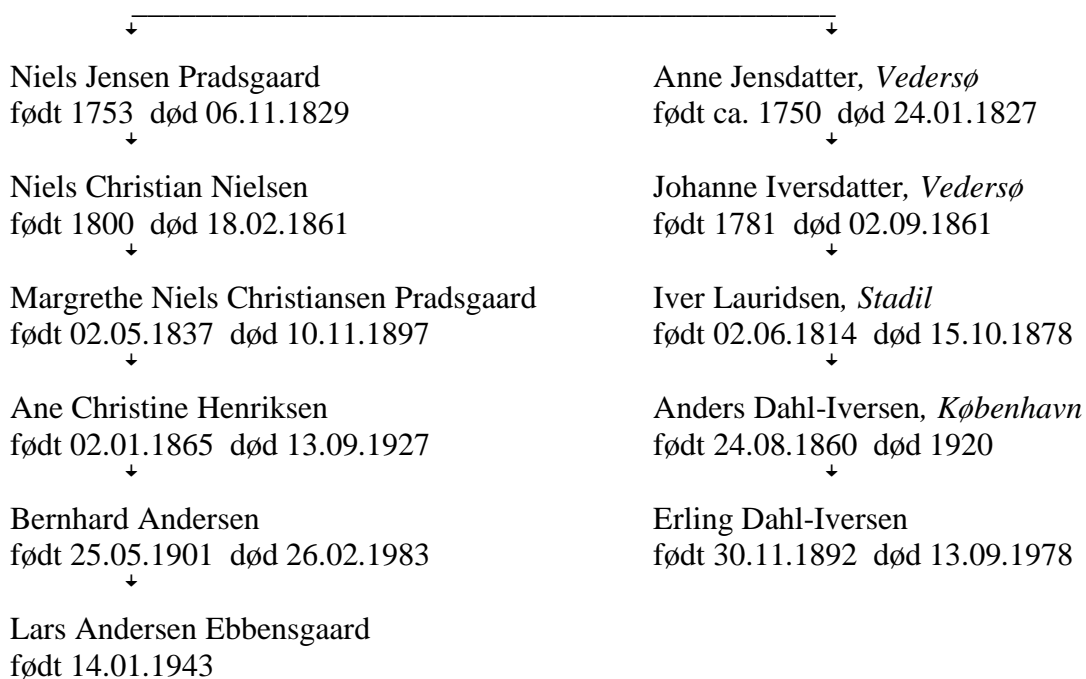 Niels Jensen Pradsgaard
født 1753  død 06.11.1829
Niels Christian Nielsen
født 1800  død 18.02.1861
Margrethe Niels Christiansen Pradsgaard
født 02.05.1837  død 10.11.1897
Ane Christine Henriksen
født 02.01.1865  død 13.09.1927
Bernhard Andersen
født 25.05.1901  død 26.02.1983
Lars Andersen Ebbensgaard
født 14.01.1943
Anne Jensdatter, Vedersø
født ca. 1750  død 24.01.1827
Johanne Iversdatter, Vedersø
født 1781  død 02.09.1861
Iver Lauridsen, Stadil
født 02.06.1814  død 15.10.1878
Anders Dahl-Iversen, København
født 24.08.1860  død 1920
Erling Dahl-Iversen
født 30.11.1892  død 13.09.1978